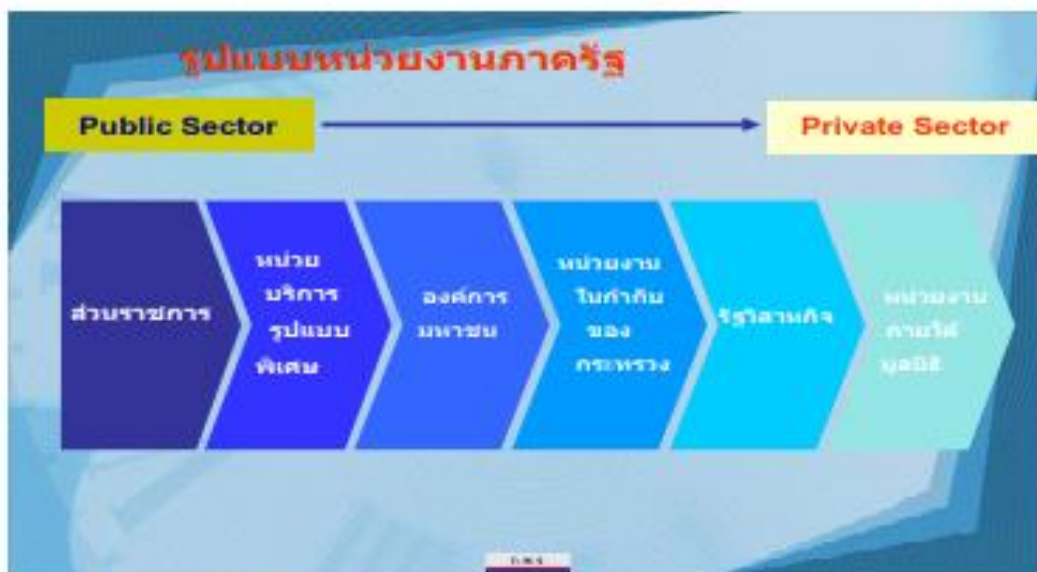 รูปแบบหน่วยงานภาครัฐ
Public Sector
Private Sector
ส่วนราชการ
หน่วย
บริการ
รูปแบบ
พิเศษ
องค์การ
มหาชน
หน่วยงาน
ในกำกับ
ของ
กระทรวง
รัฐวิสาหกิจ
หน่วยงาน
ภายใต้
มูลนิธิ